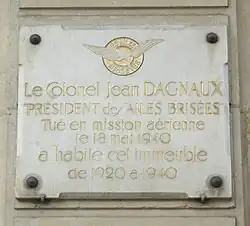 Le Colonel Jean DAGNAUX
PRÉSIDENT des AILES BRISÉES
Tué en mission aérienne
le 18 mai 1940
a habité cet immeuble
de 1920 à 1940